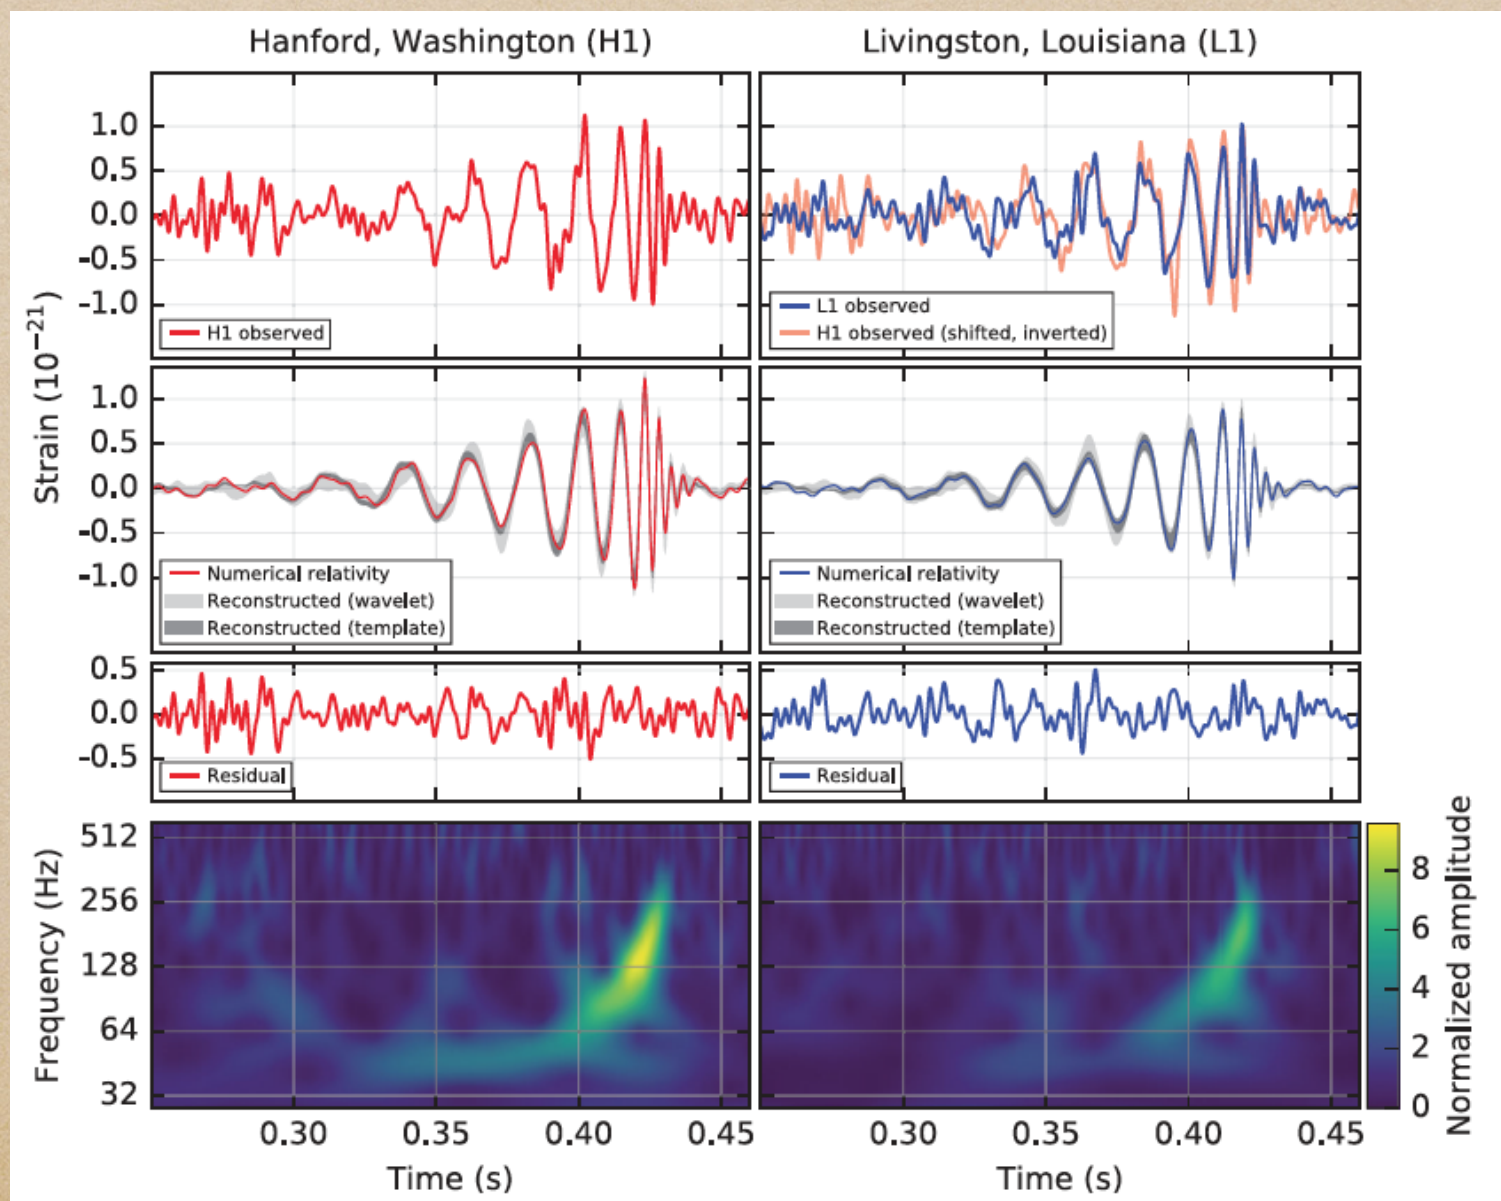 Hanford, Washington (H1)
Livingston, Louisiana (L1)
Strain (10⁻²¹)
1.0
0.5
0.0
-0.5
-1.0
H1 observed
L1 observed
H1 observed (shifted, inverted)
1.0
0.5
0.0
-0.5
-1.0
Numerical relativity
Reconstructed (wavelet)
Reconstructed (template)
Numerical relativity
Reconstructed (wavelet)
Reconstructed (template)
0.5
0.0
-0.5
Residual
Residual
Frequency (Hz)
512
256
128
64
32
Normalized amplitude
8
6
4
2
0
0.30 0.35 0.40 0.45
0.30 0.35 0.40 0.45
Time (s)
Time (s)